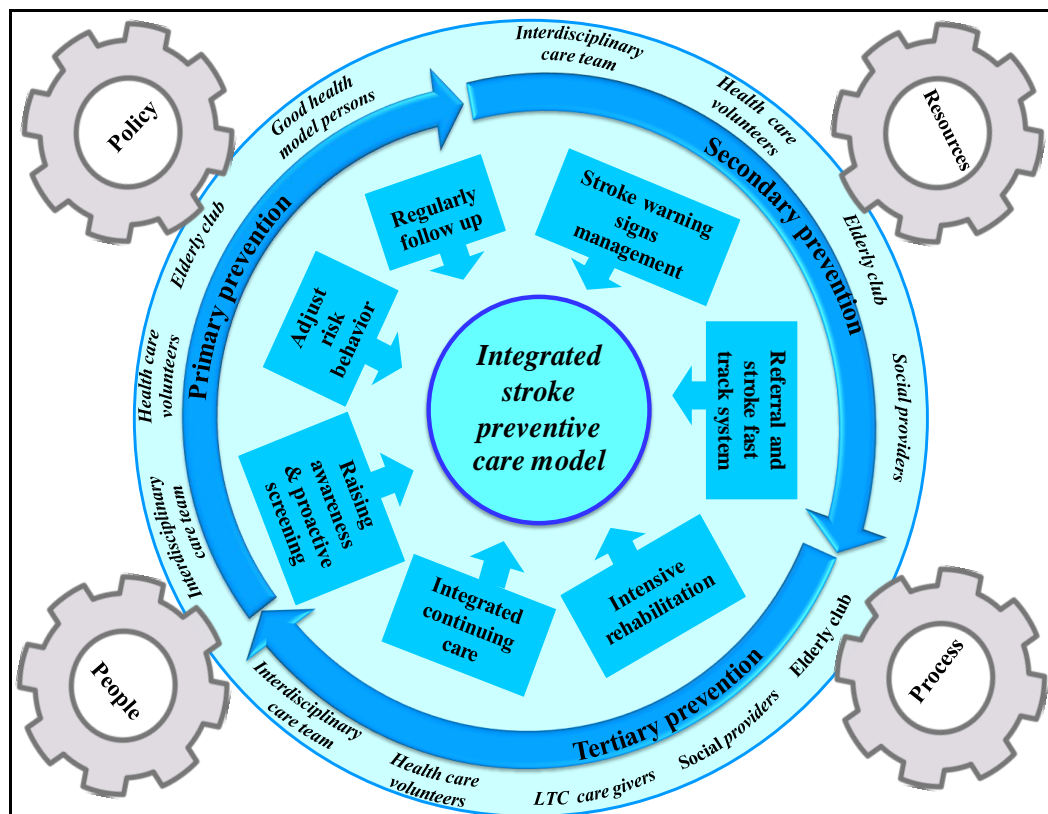 Policy
Resources
People
Process
Interdisciplinary
care team
Health care
volunteers
Elderly club
Social providers
Secondary prevention
Stroke warning
signs
management
Referral and
stroke fast
track system
Elderly club
Social providers
LTC care givers
Health care
volunteers
Interdisciplinary
care team
Tertiary prevention
Intensive
rehabilitation
Integrated
continuing
care
Interdisciplinary
care team
Health care
volunteers
Elderly club
Good health
model persons
Primary prevention
Raising
awareness
& proactive
screening
Adjust
risk
behavior
Regularly
follow up
Integrated
stroke
preventive
care model